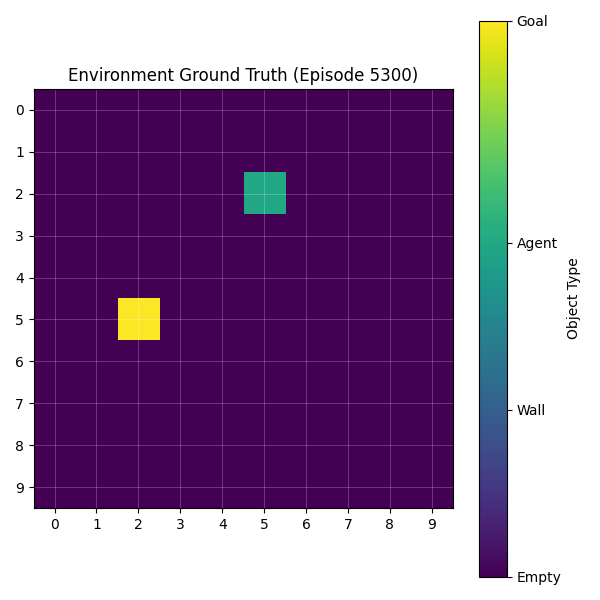 Environment Ground Truth (Episode 5300)
0
1
2
3
4
5
6
7
8
9
0 1 2 3 4 5 6 7 8 9
Goal
Agent
Wall
Empty
Object Type